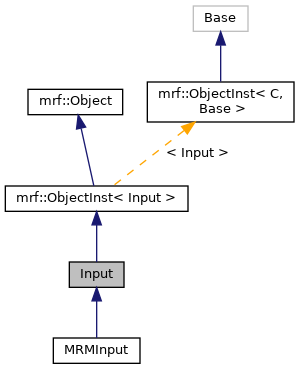 Base
mrf::Object
mrf::ObjectInst< C,
Base >
< Input >
mrf::ObjectInst< Input >
Input
MRMInput